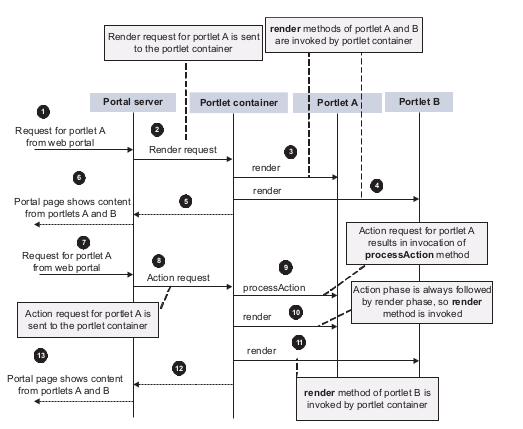 Render request for portlet A is sent
to the portlet container
render methods of portlet A and B
are invoked by portlet container
Portal server
Portlet container
Portlet A
Portlet B
1
Request for portlet A
from web portal
2
Render request
3
render
4
render
5
6
Portal page shows content
from portlets A and B
7
Request for portlet A
from web portal
8
Action request
Action request for portlet A is
sent to the portlet container
Action request for portlet A
results in invocation of
processAction method
9
processAction
Action phase is always followed
by render phase, so render
method is invoked
10
render
11
render
12
13
Portal page shows content
from portlets A and B
render method of portlet B is
invoked by portlet container